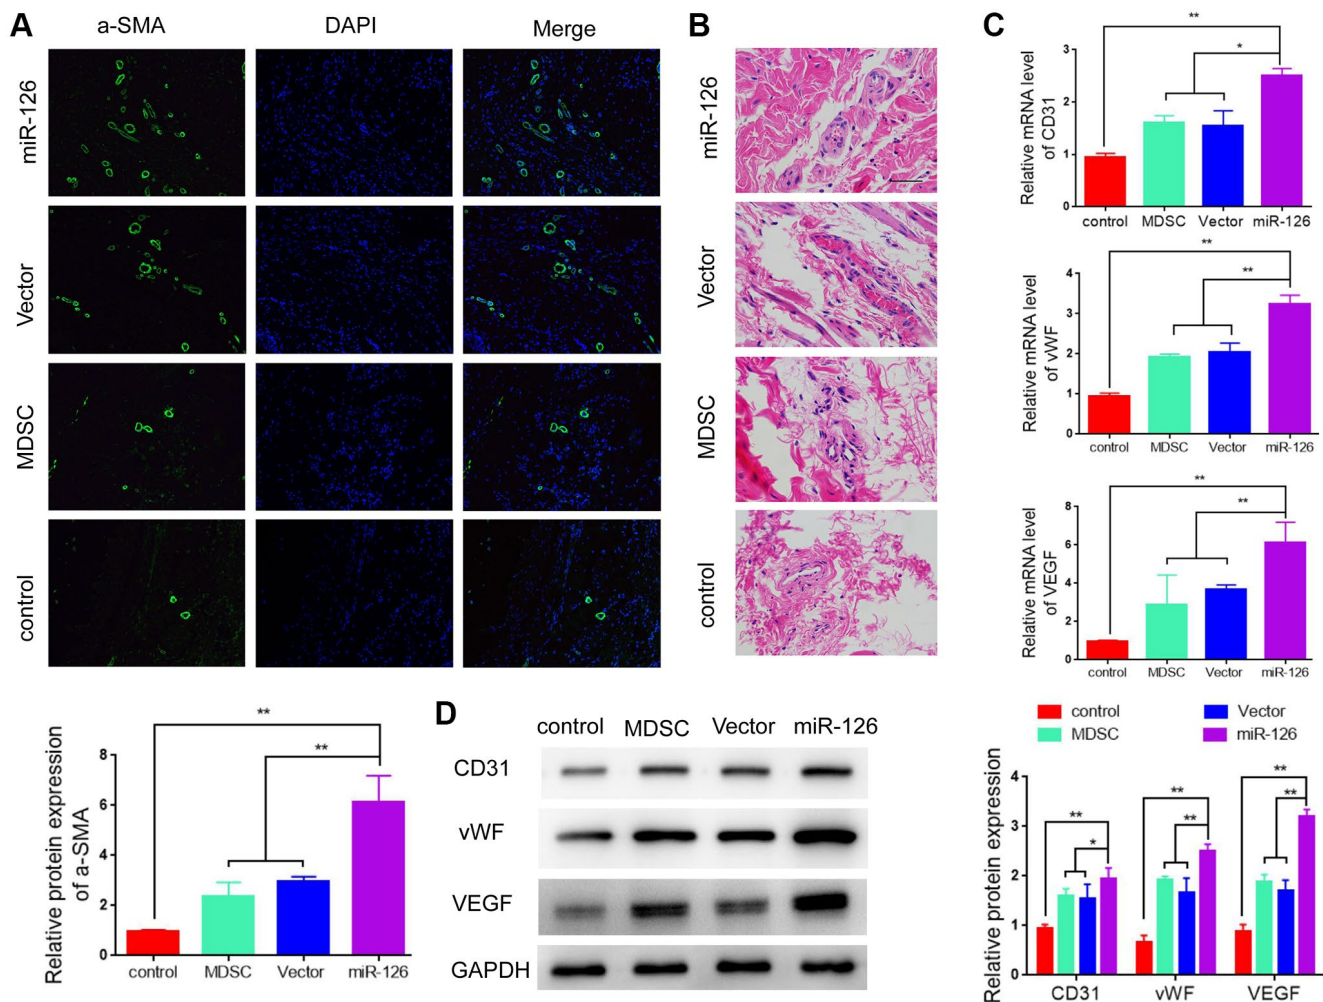 A
a-SMA
DAPI
Merge
miR-126
Vector
MDSC
control
B
miR-126
Vector
MDSC
control
C
**
*
3
2
1
0
Relative mRNA level
of CD31
control
MDSC
Vector
miR-126
**
**
4
3
2
1
0
Relative mRNA level
of vWF
control
MDSC
Vector
miR-126
**
**
8
6
4
2
0
Relative mRNA level
of VEGF
control
MDSC
Vector
miR-126
**
**
8
6
4
2
0
Relative protein expression
of a-SMA
control
MDSC
Vector
miR-126
D
control
MDSC
Vector
miR-126
CD31
vWF
VEGF
GAPDH
control
Vector
MDSC
miR-126
4
3
2
1
0
Relative protein expression
**
*
**
**
**
**
CD31
vWF
VEGF